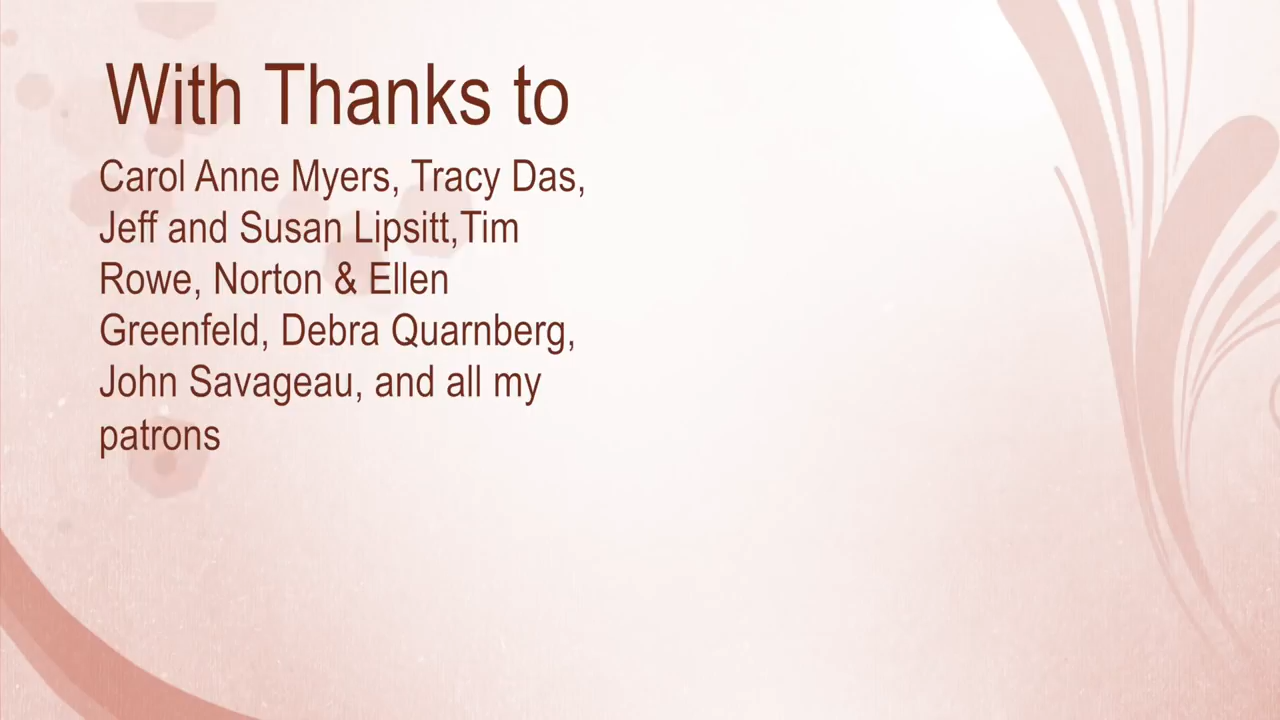 With Thanks to
Carol Anne Myers, Tracy Das,
Jeff and Susan Lipsitt,Tim
Rowe, Norton & Ellen
Greenfeld, Debra Quarnberg,
John Savageau, and all my
patrons